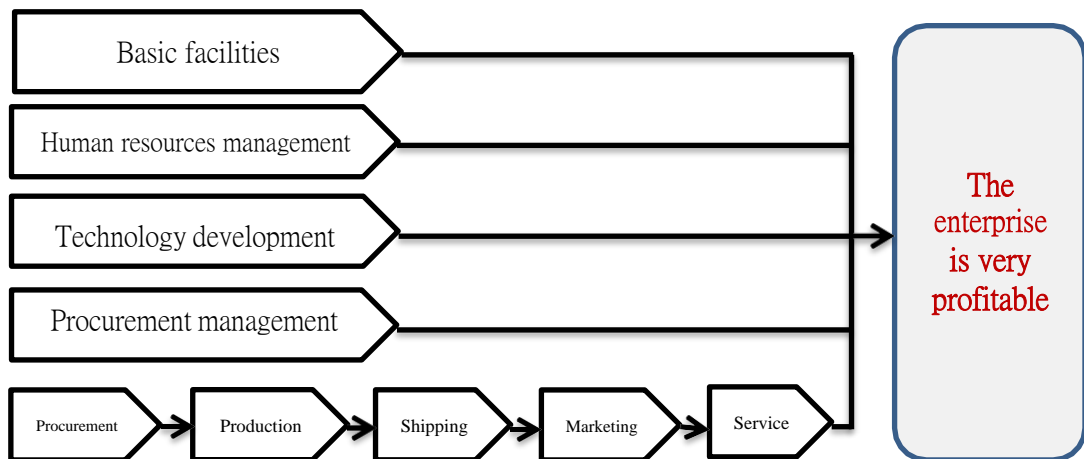 Basic facilities
Human resources management
Technology development
Procurement management
Procurement
Production
Shipping
Marketing
Service
The
enterprise
is very
profitable